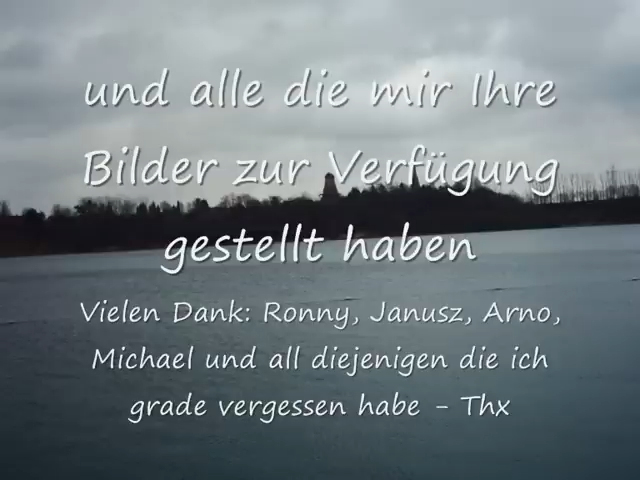 und alle die mir Ihre
Bilder zur Verfügung
gestellt haben
Vielen Dank: Ronny, Janusz, Arno,
Michael und all diejenigen die ich
grade vergessen habe - Thx